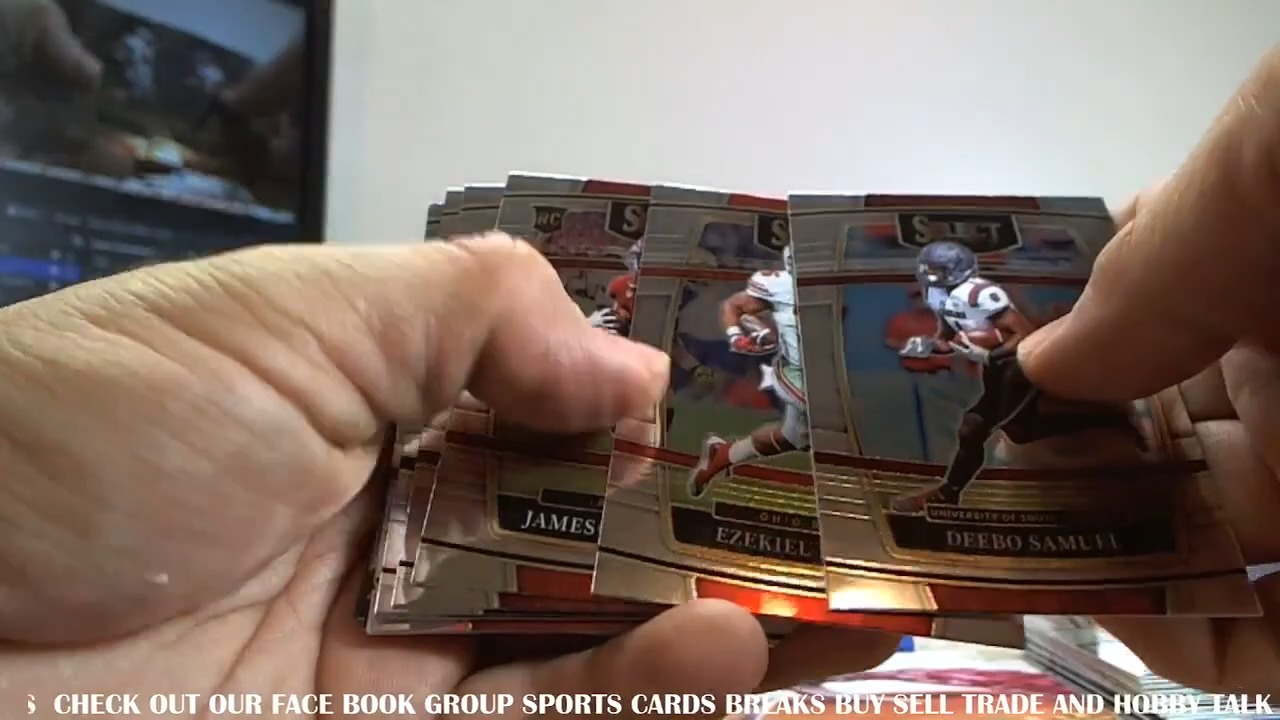 RC
SELECT
JAMES
OHIO
EZEKIEL
UNIVERSITY OF SOUTH
DEEBO SAMUEL
CHECK OUT OUR FACE BOOK GROUP SPORTS CARDS BREAKS BUY SELL TRADE AND HOBBY TALK